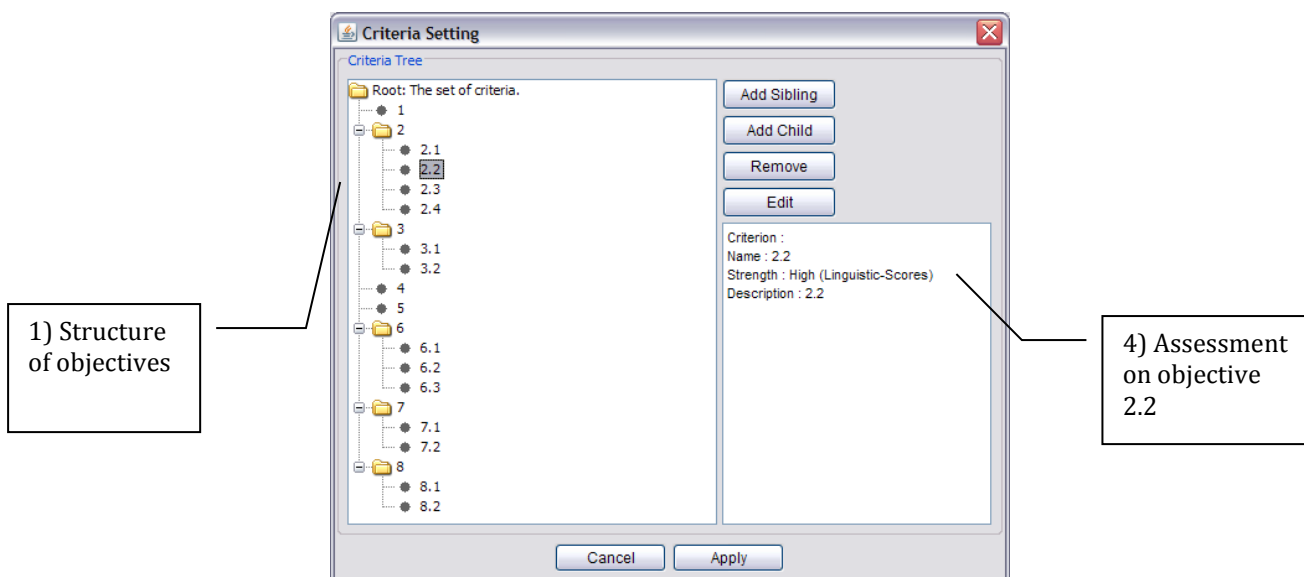 Criteria Setting
Criteria Tree
Root: The set of criteria.
1
2
2.1
2.2
2.3
2.4
3
3.1
3.2
4
5
6
6.1
6.2
6.3
7
7.1
7.2
8
8.1
8.2
Add Sibling
Add Child
Remove
Edit
Criterion :
Name : 2.2
Strength : High (Linguistic-Scores)
Description : 2.2
Cancel
Apply
1) Structure
of objectives
4) Assessment
on objective
2.2